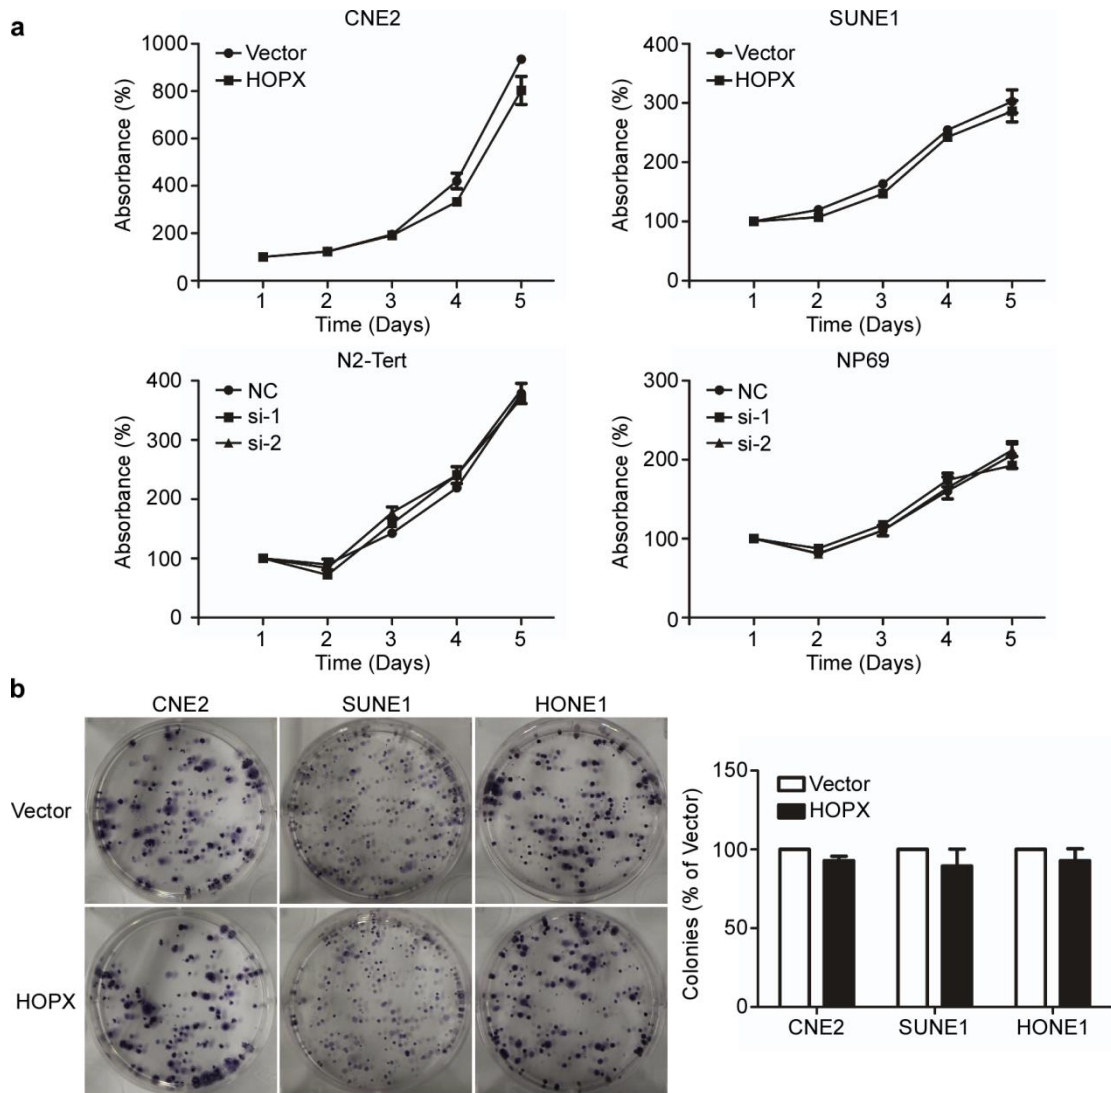 a
CNE2
1000
800
600
400
200
0
Absorbance (%)
Vector
HOPX
1 2 3 4 5
Time (Days)
SUNE1
400
300
200
100
0
Absorbance (%)
Vector
HOPX
1 2 3 4 5
Time (Days)
N2-Tert
400
300
200
100
0
Absorbance (%)
NC
si-1
si-2
1 2 3 4 5
Time (Days)
NP69
300
200
100
0
Absorbance (%)
NC
si-1
si-2
1 2 3 4 5
Time (Days)
b
CNE2 SUNE1 HONE1
Vector
HOPX
150
100
50
0
Colonies (% of Vector)
Vector
HOPX
CNE2 SUNE1 HONE1